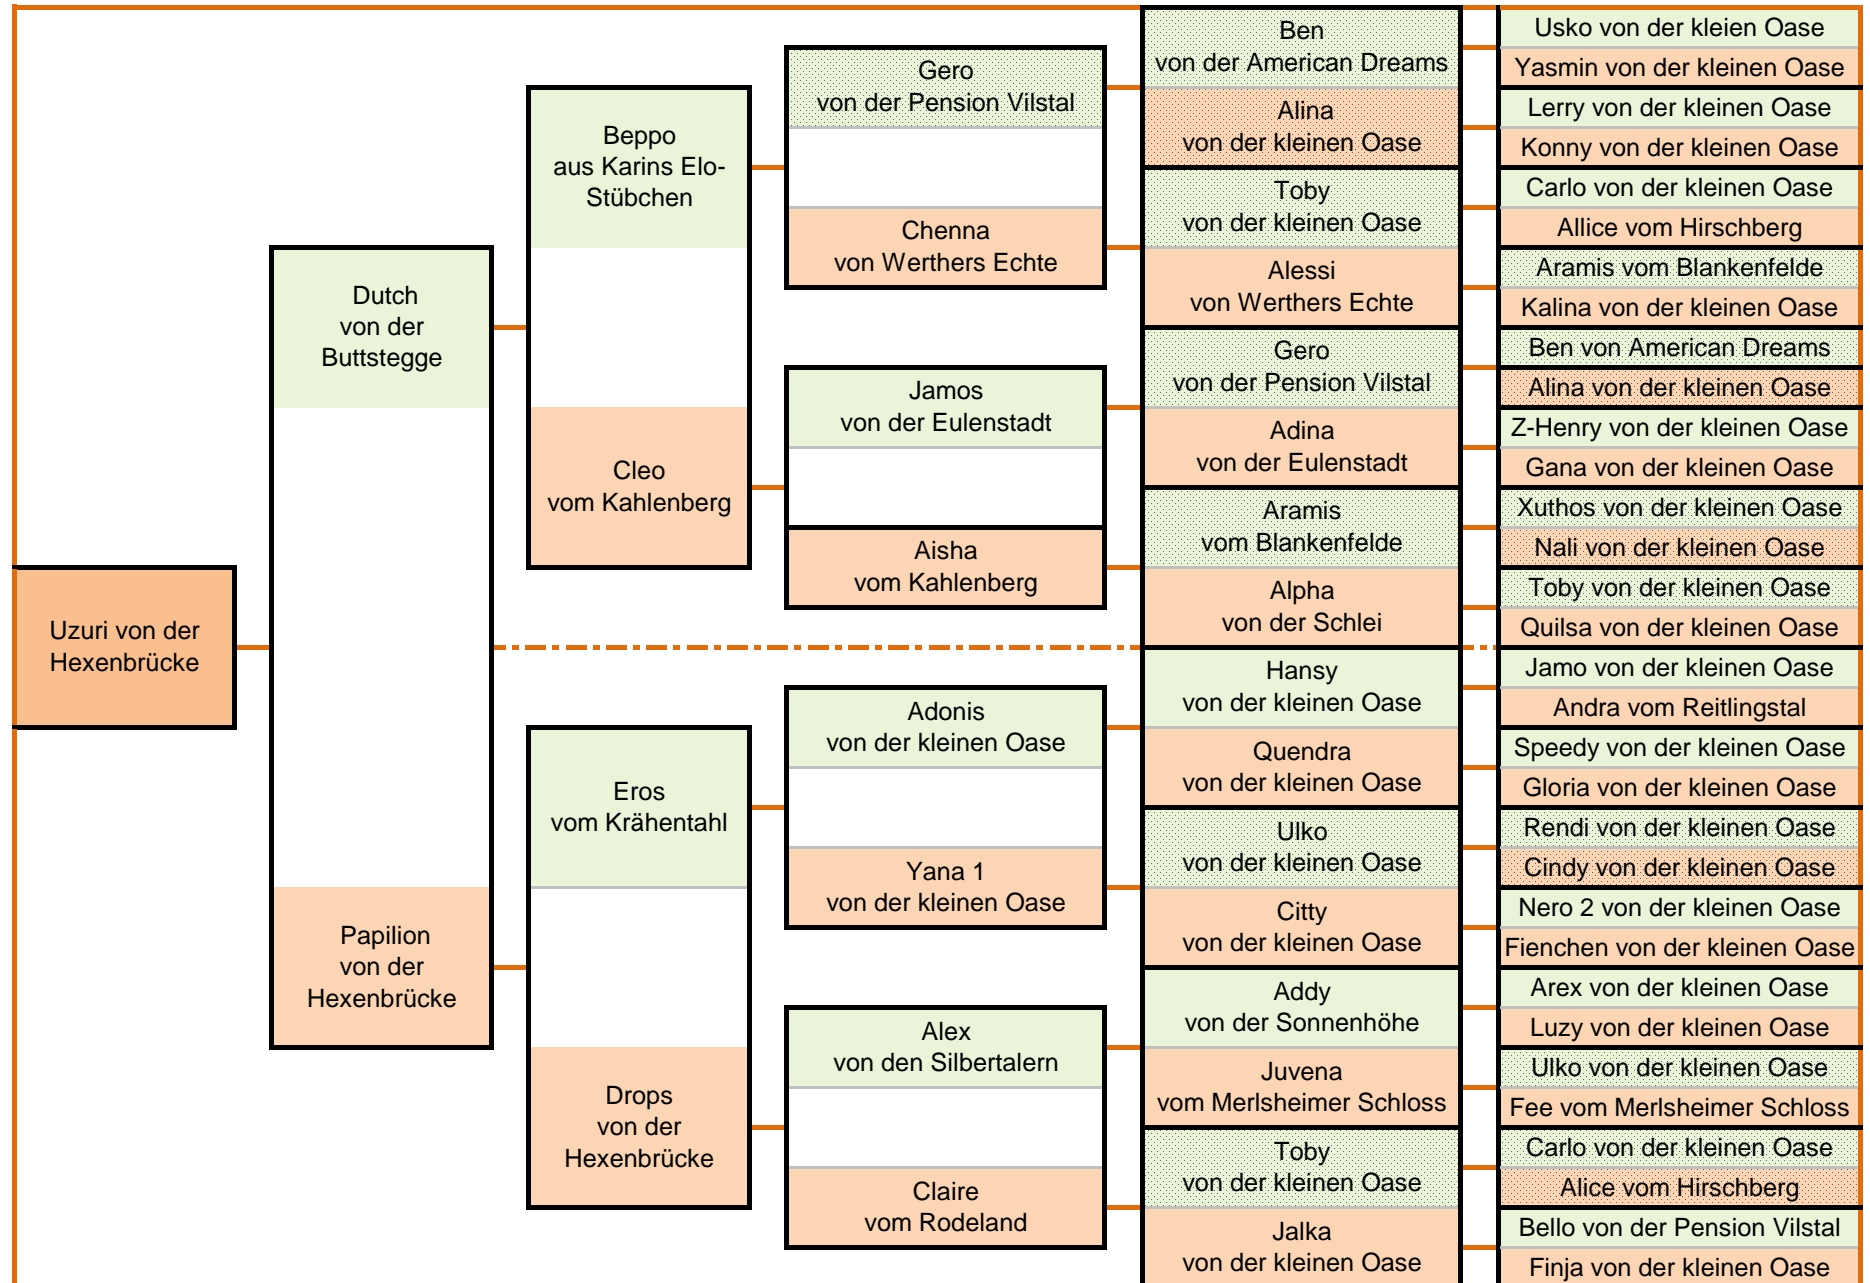 Uzuri von der
Hexenbrücke
Dutch
von der
Buttstegge
Papilion
von der
Hexenbrücke
Beppo
aus Karins Elo-
Stübchen
Cleo
vom Kahlenberg
Eros
vom Krähentahl
Drops
von der
Hexenbrücke
Gero
von der Pension Vilstal
Chenna
von Werthers Echte
Jamos
von der Eulenstadt
Aisha
vom Kahlenberg
Adonis
von der kleinen Oase
Yana 1
von der kleinen Oase
Alex
von den Silbertalern
Claire
vom Rodeland
Ben
von der American Dreams
Alina
von der kleinen Oase
Toby
von der kleinen Oase
Alessi
von Werthers Echte
Gero
von der Pension Vilstal
Adina
von der Eulenstadt
Aramis
vom Blankenfelde
Alpha
von der Schlei
Hansy
von der kleinen Oase
Quendra
von der kleinen Oase
Ulko
von der kleinen Oase
Citty
von der kleinen Oase
Addy
von der Sonnenhöhe
Juvena
vom Merlsheimer Schloss
Toby
von der kleinen Oase
Jalka
von der kleinen Oase
Usko von der kleien Oase
Yasmin von der kleinen Oase
Lerry von der kleinen Oase
Konny von der kleinen Oase
Carlo von der kleinen Oase
Allice vom Hirschberg
Aramis vom Blankenfelde
Kalina von der kleinen Oase
Ben von American Dreams
Alina von der kleinen Oase
Z-Henry von der kleinen Oase
Gana von der kleinen Oase
Xuthos von der kleinen Oase
Nali von der kleinen Oase
Toby von der kleinen Oase
Quilsa von der kleinen Oase
Jamo von der kleinen Oase
Andra vom Reitlingstal
Speedy von der kleinen Oase
Gloria von der kleinen Oase
Rendi von der kleinen Oase
Cindy von der kleinen Oase
Nero 2 von der kleinen Oase
Fienchen von der kleinen Oase
Arex von der kleinen Oase
Luzy von der kleinen Oase
Ulko von der kleinen Oase
Fee vom Merlsheimer Schloss
Carlo von der kleinen Oase
Alice vom Hirschberg
Bello von der Pension Vilstal
Finja von der kleinen Oase